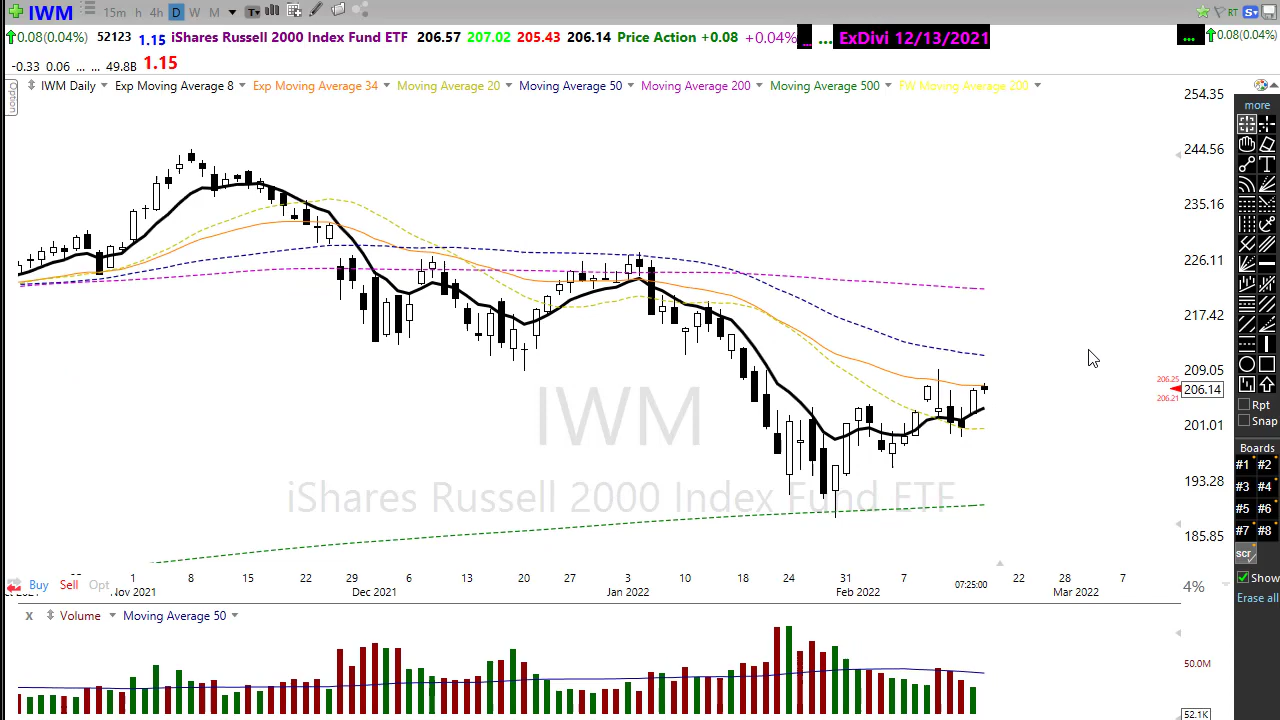 IWM 15m h 4h D W M T RT S
0.08(0.04%) 52123 1.15 iShares Russell 2000 Index Fund ETF 206.57 207.02 205.43 206.14 Price Action +0.08 +0.04% ... ... ExDivi 12/13/2021 ... 0.08(0.04%)
-0.33 0.06 ... ... 49.88 1.15
Option
IWM Daily Exp Moving Average 8 Exp Moving Average 34 Moving Average 20 Moving Average 50 Moving Average 200 Moving Average 500 FW Moving Average 200
254.35
more
244.56
235.16
226.11
217.42
209.05
206.25
206.14
206.21
Rpt
Snap
201.01
IWM
iShares Russell 2000 Index Fund ETF
193.28
185.85
Boards
#1 #2
#3 #4
#5 #6
#7 #8
scr
Show
Erase all
1 8 15 22 29 6 13 20 27 3 10 18 24 31 7 07:25:00 22 28 7
Buy Sell Opt
Nov 2021 Dec 2021 Jan 2022 Feb 2022 Mar 2022
4%
X Volume Moving Average 50
50.0M
52.1K